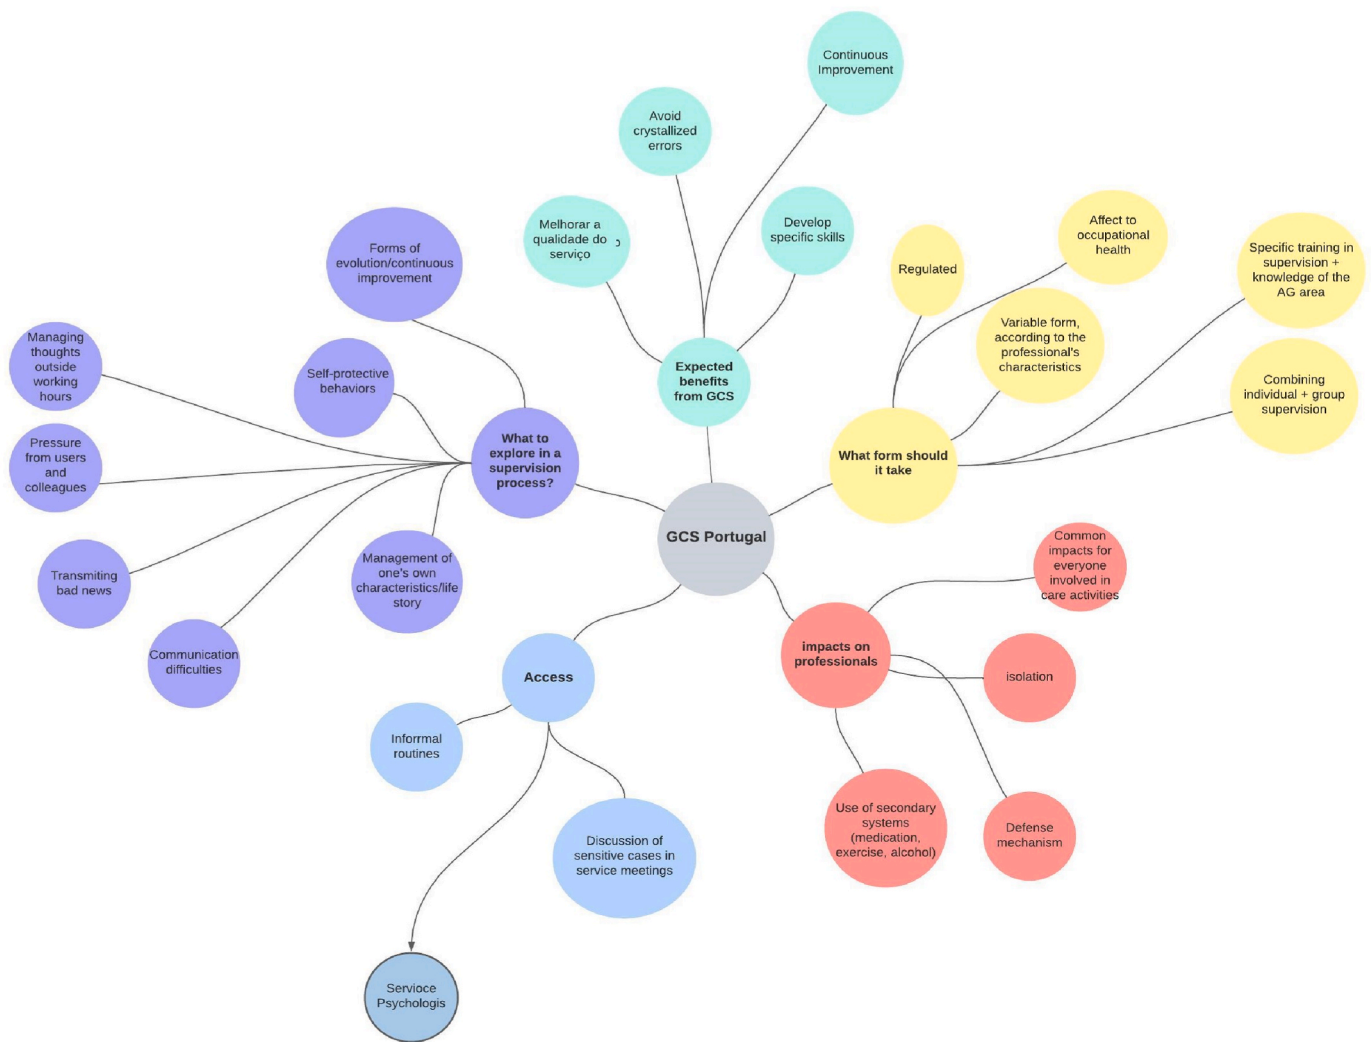 Continuous
Improvement
Avoid
crystallized
errors
Melhorar a
qualidade do
serviço
Develop
specific skills
Expected
benefits
from GCS
Forms of
evolution/continuous
improvement
Managing
thoughts
outside
working
hours
Self-protective
behaviors
Pressure
from users
and
colleagues
What to
explore in a
supervision
process?
Transmiting
bad news
Management of
one's own
characteristics/life
story
Communication
difficulties
Regulated
Affect to
occupational
health
Specific training in
supervision +
knowledge of the
AG area
Variable form,
according to the
professional's
characteristics
Combining
individual + group
supervision
What form should
it take
GCS Portugal
Common
impacts for
everyone
involved in
care activities
impacts on
professionals
isolation
Use of secondary
systems
(medication,
exercise, alcohol)
Defense
mechanism
Access
Inforrmal
routines
Discussion of
sensitive cases in
service meetings
Servioce
Psychologis